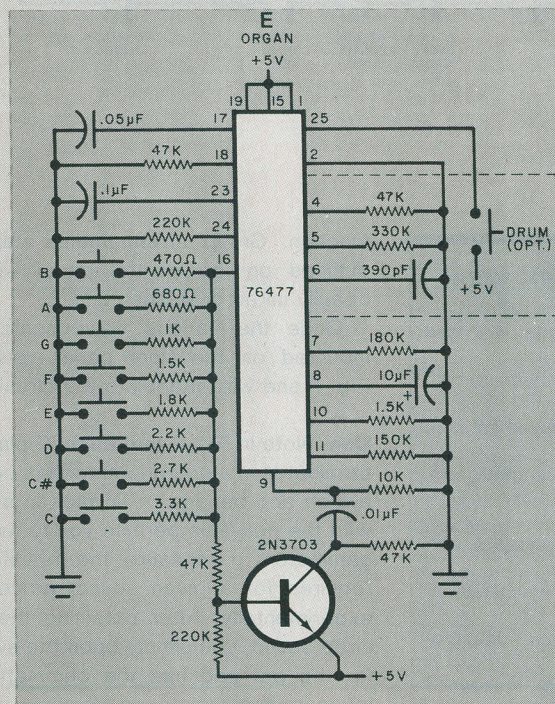 E
ORGAN
+5V
19 15 1
17 .05µF
25
47K
18
2
.1µF
23
4 47K
DRUM
(OPT.)
220K
24
5 330K
B 470Ω 16
6 390pF
+5V
76477
A 680Ω
G 1K
7 180K
F 1.5K
8 10µF
+
E 1.8K
10 1.5K
D 2.2K
11 150K
C# 2.7K
9 10K
C 3.3K
.01µF
2N3703
47K
47K
220K
+5V